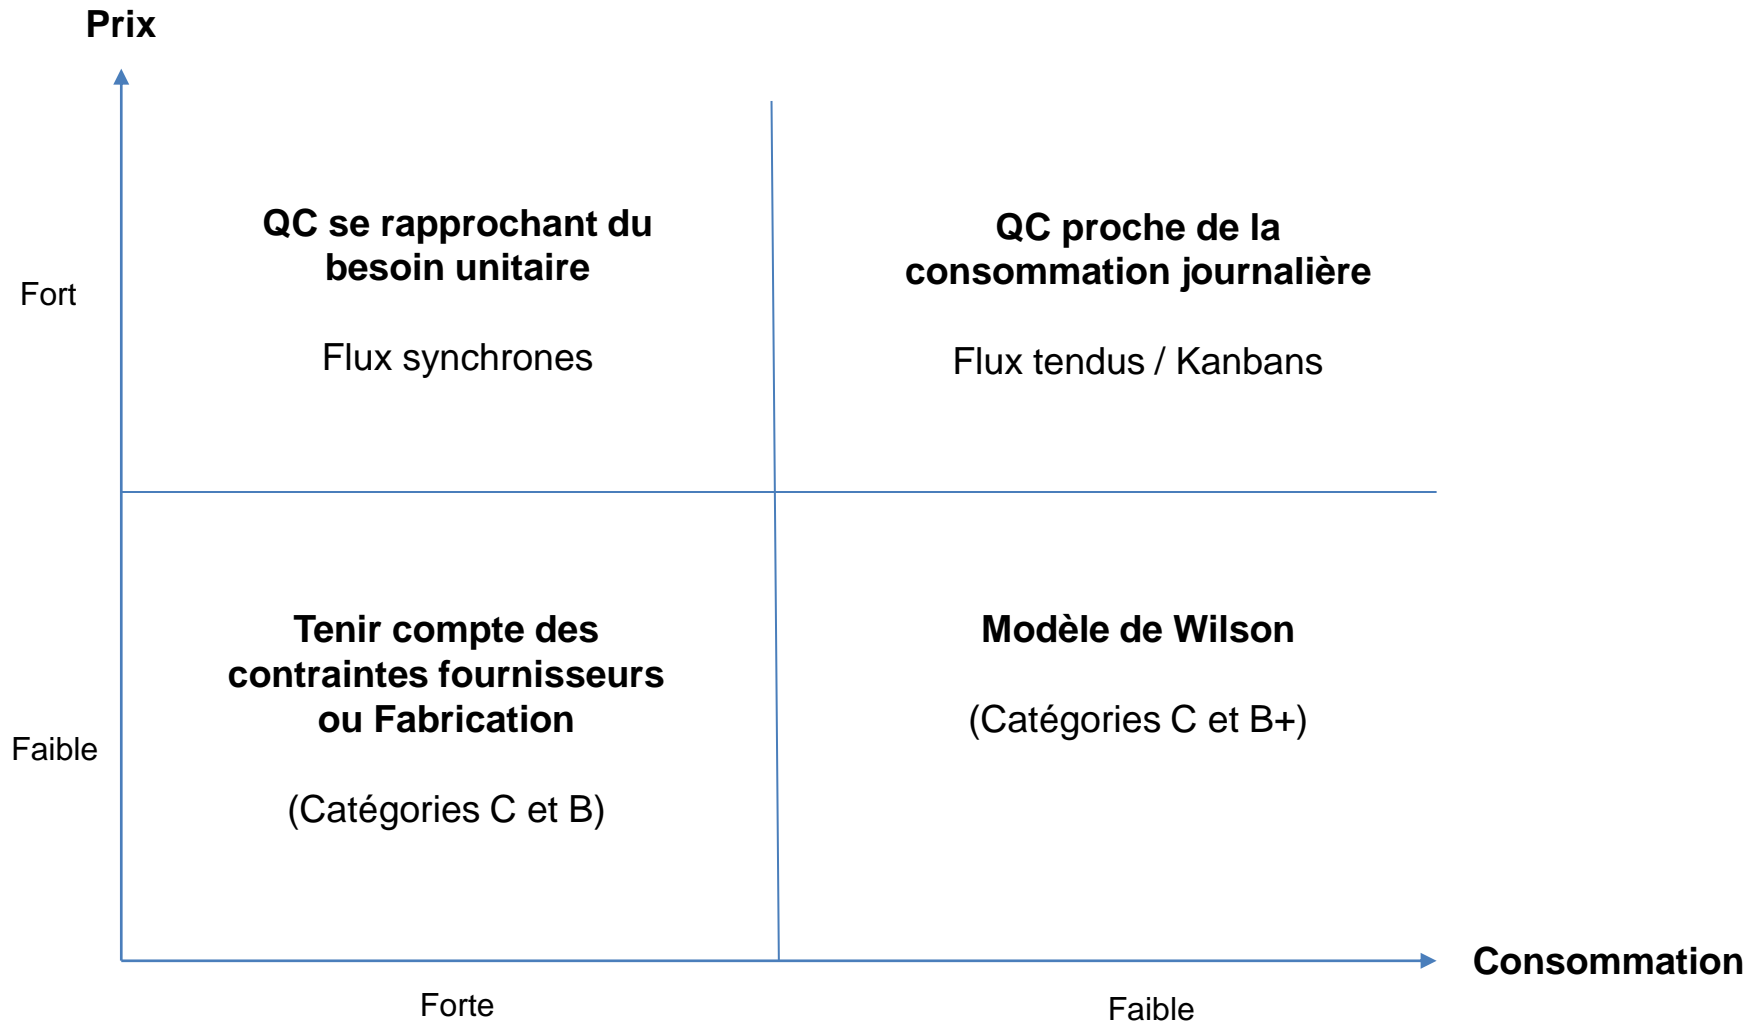 Prix
Fort
QC se rapprochant du
besoin unitaire
Flux synchrones
QC proche de la
consommation journalière
Flux tendus / Kanbans
Faible
Tenir compte des
contraintes fournisseurs
ou Fabrication
(Catégories C et B)
Modèle de Wilson
(Catégories C et B+)
Consommation
Forte
Faible